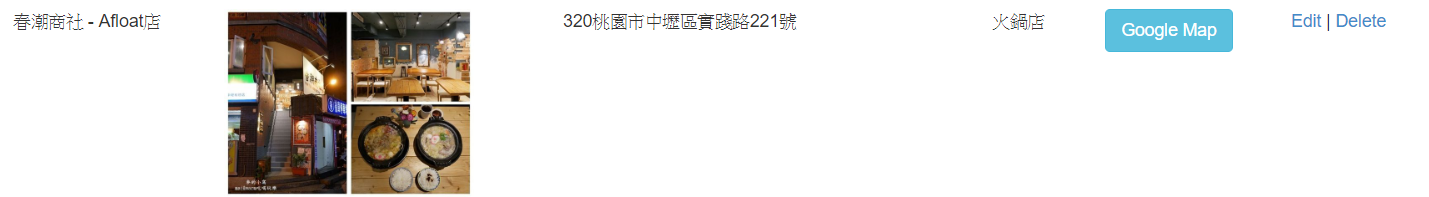 春潮商社 - Afloat店
320桃園市中壢區實踐路221號
火鍋店
Google Map
Edit | Delete